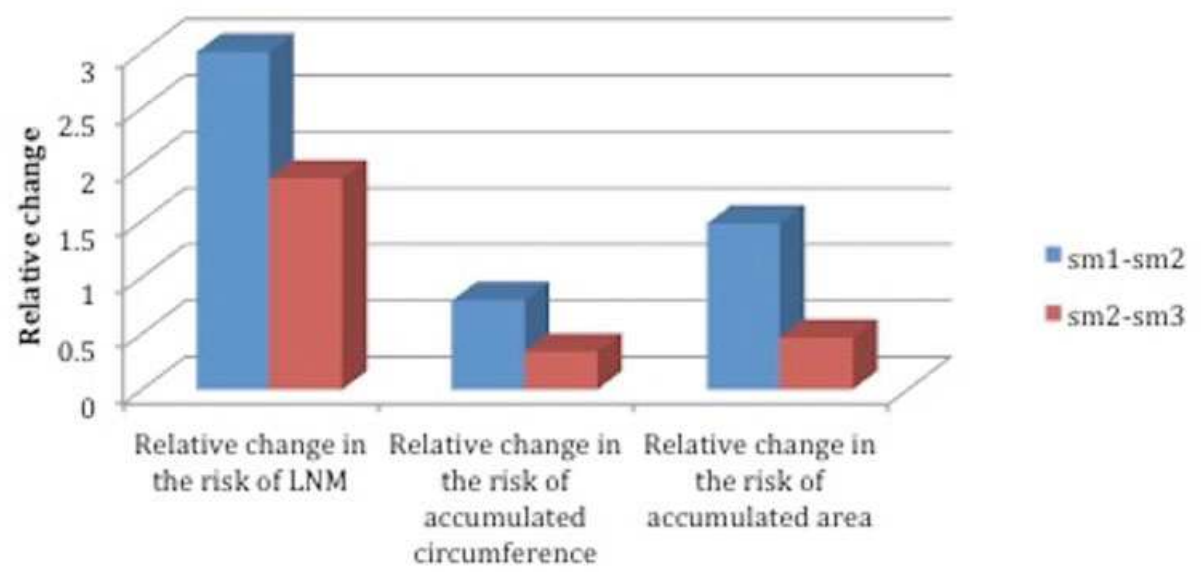 Relative change
3
2.5
2
1.5
1
0.5
0
Relative change in
the risk of LNM
Relative change in
the risk of
accumulated
circumference
Relative change in
the risk of
accumulated area
sm1-sm2
sm2-sm3